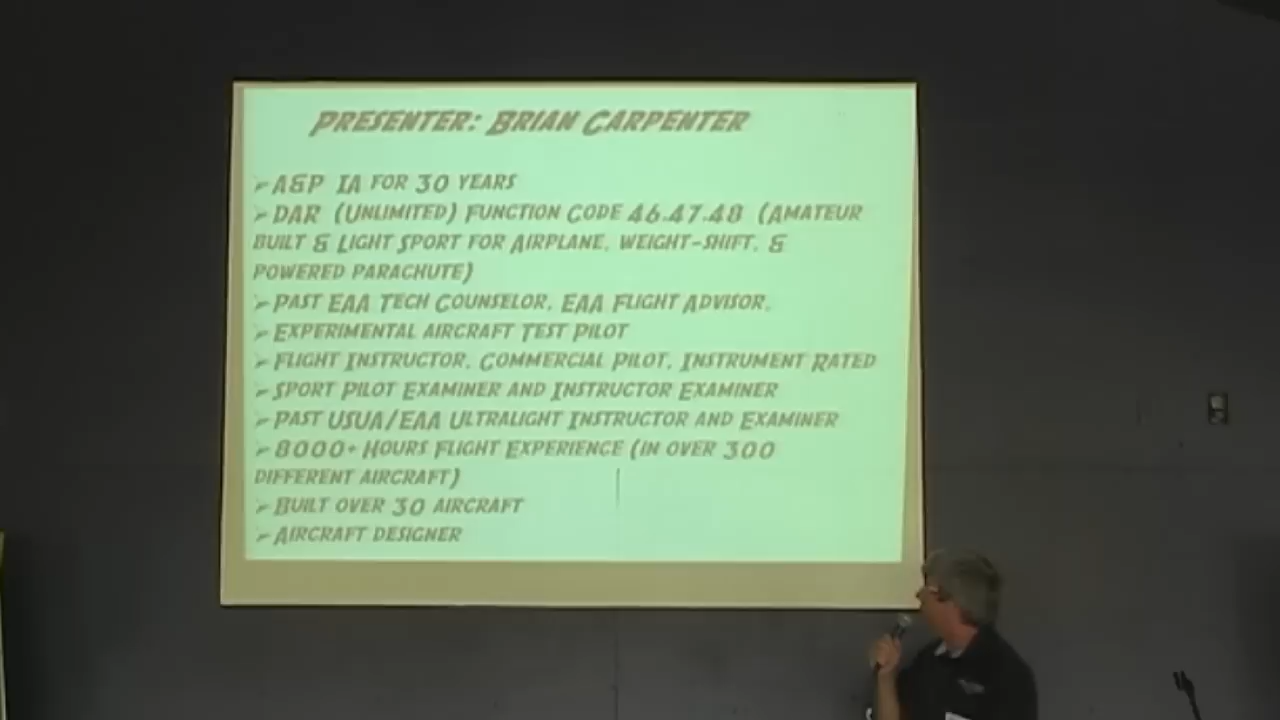 PRESENTER: BRIAN CARPENTER
➢A&P IA FOR 30 YEARS
➢DAR (UNLIMITED) FUNCTION CODE 46.47.48 (AMATEUR
BUILT & LIGHT SPORT FOR AIRPLANE, WEIGHT-SHIFT, &
POWERED PARACHUTE)
➢PAST EAA TECH COUNSELOR, EAA FLIGHT ADVISOR,
➢EXPERIMENTAL AIRCRAFT TEST PILOT
➢FLIGHT INSTRUCTOR, COMMERCIAL PILOT, INSTRUMENT RATED
➢SPORT PILOT EXAMINER AND INSTRUCTOR EXAMINER
➢PAST USUA/EAA ULTRALIGHT INSTRUCTOR AND EXAMINER
➢8000+ HOURS FLIGHT EXPERIENCE (IN OVER 300
DIFFERENT AIRCRAFT)
➢BUILT OVER 30 AIRCRAFT
➢AIRCRAFT DESIGNER